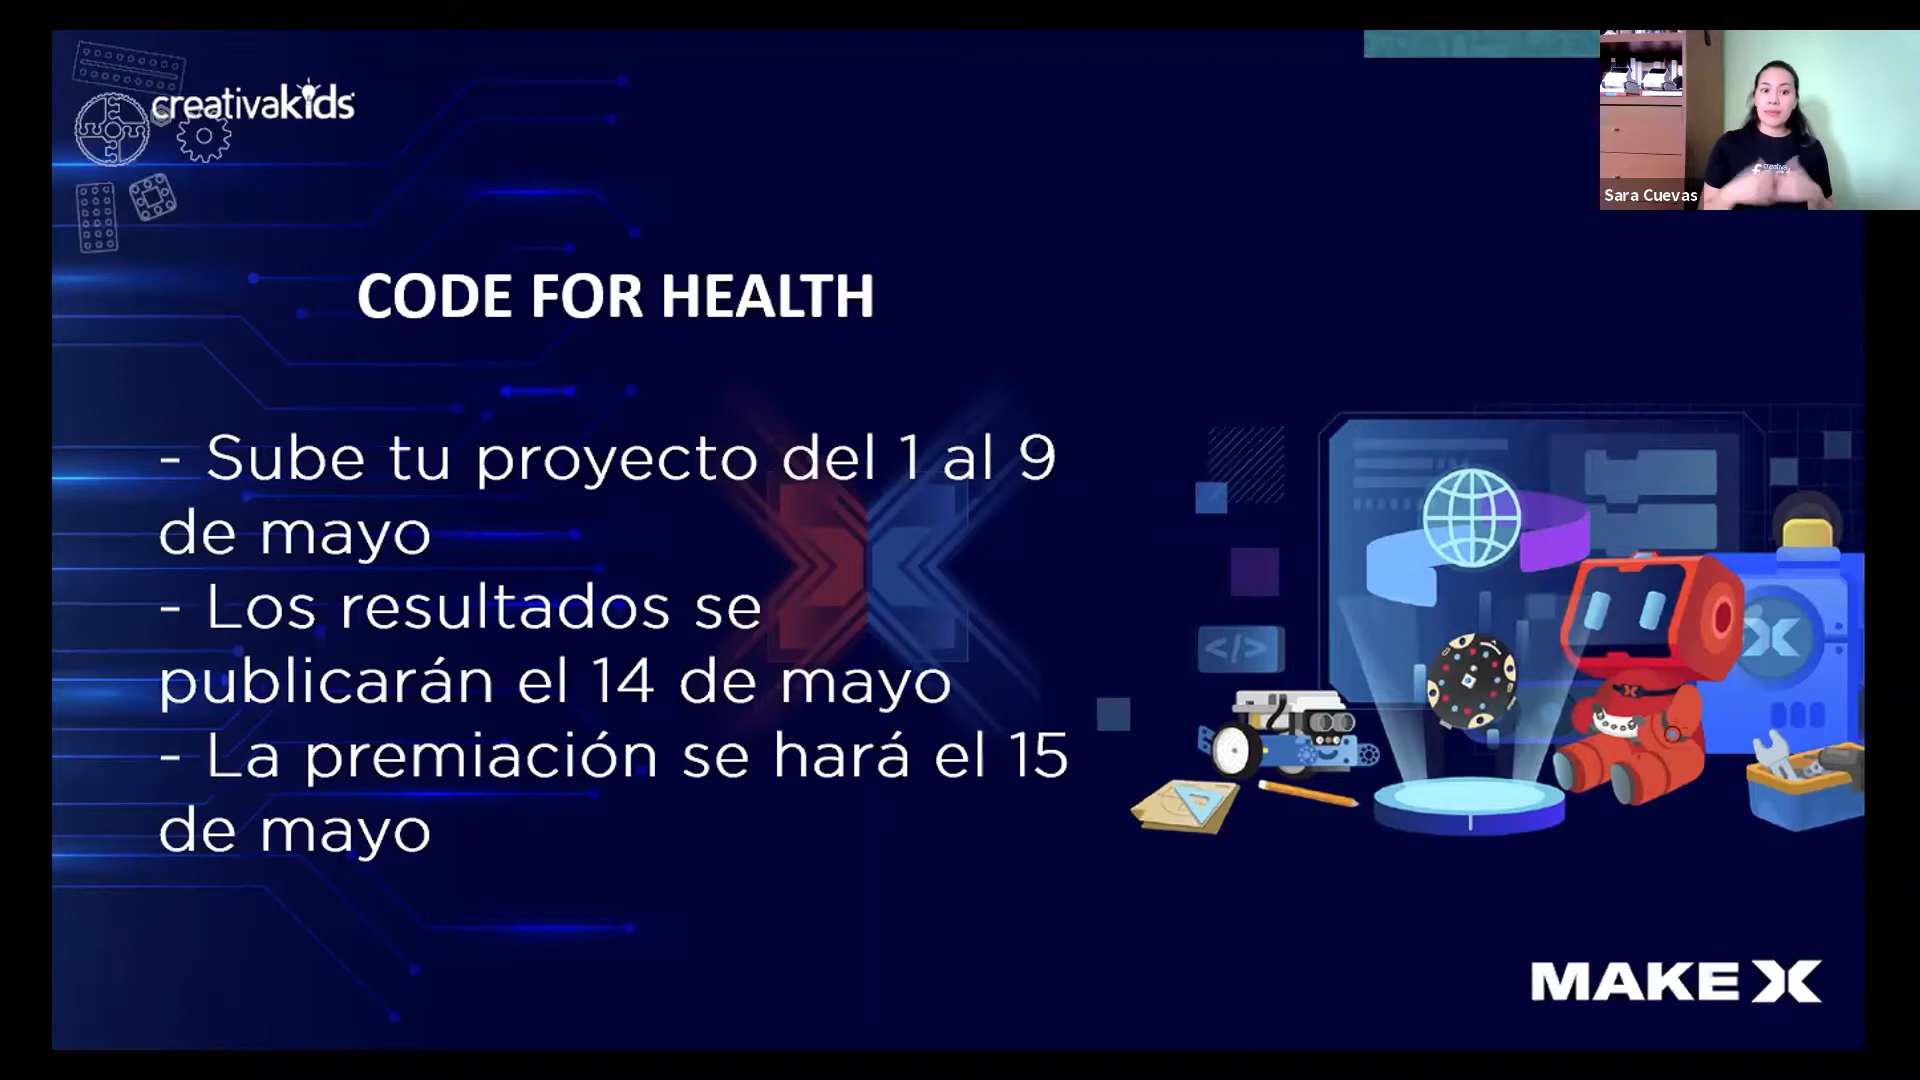 creativakids
Sara Cuevas
CODE FOR HEALTH
- Sube tu proyecto del 1 al 9
de mayo
- Los resultados se
publicarán el 14 de mayo
- La premiación se hará el 15
de mayo
</>
MAKE X